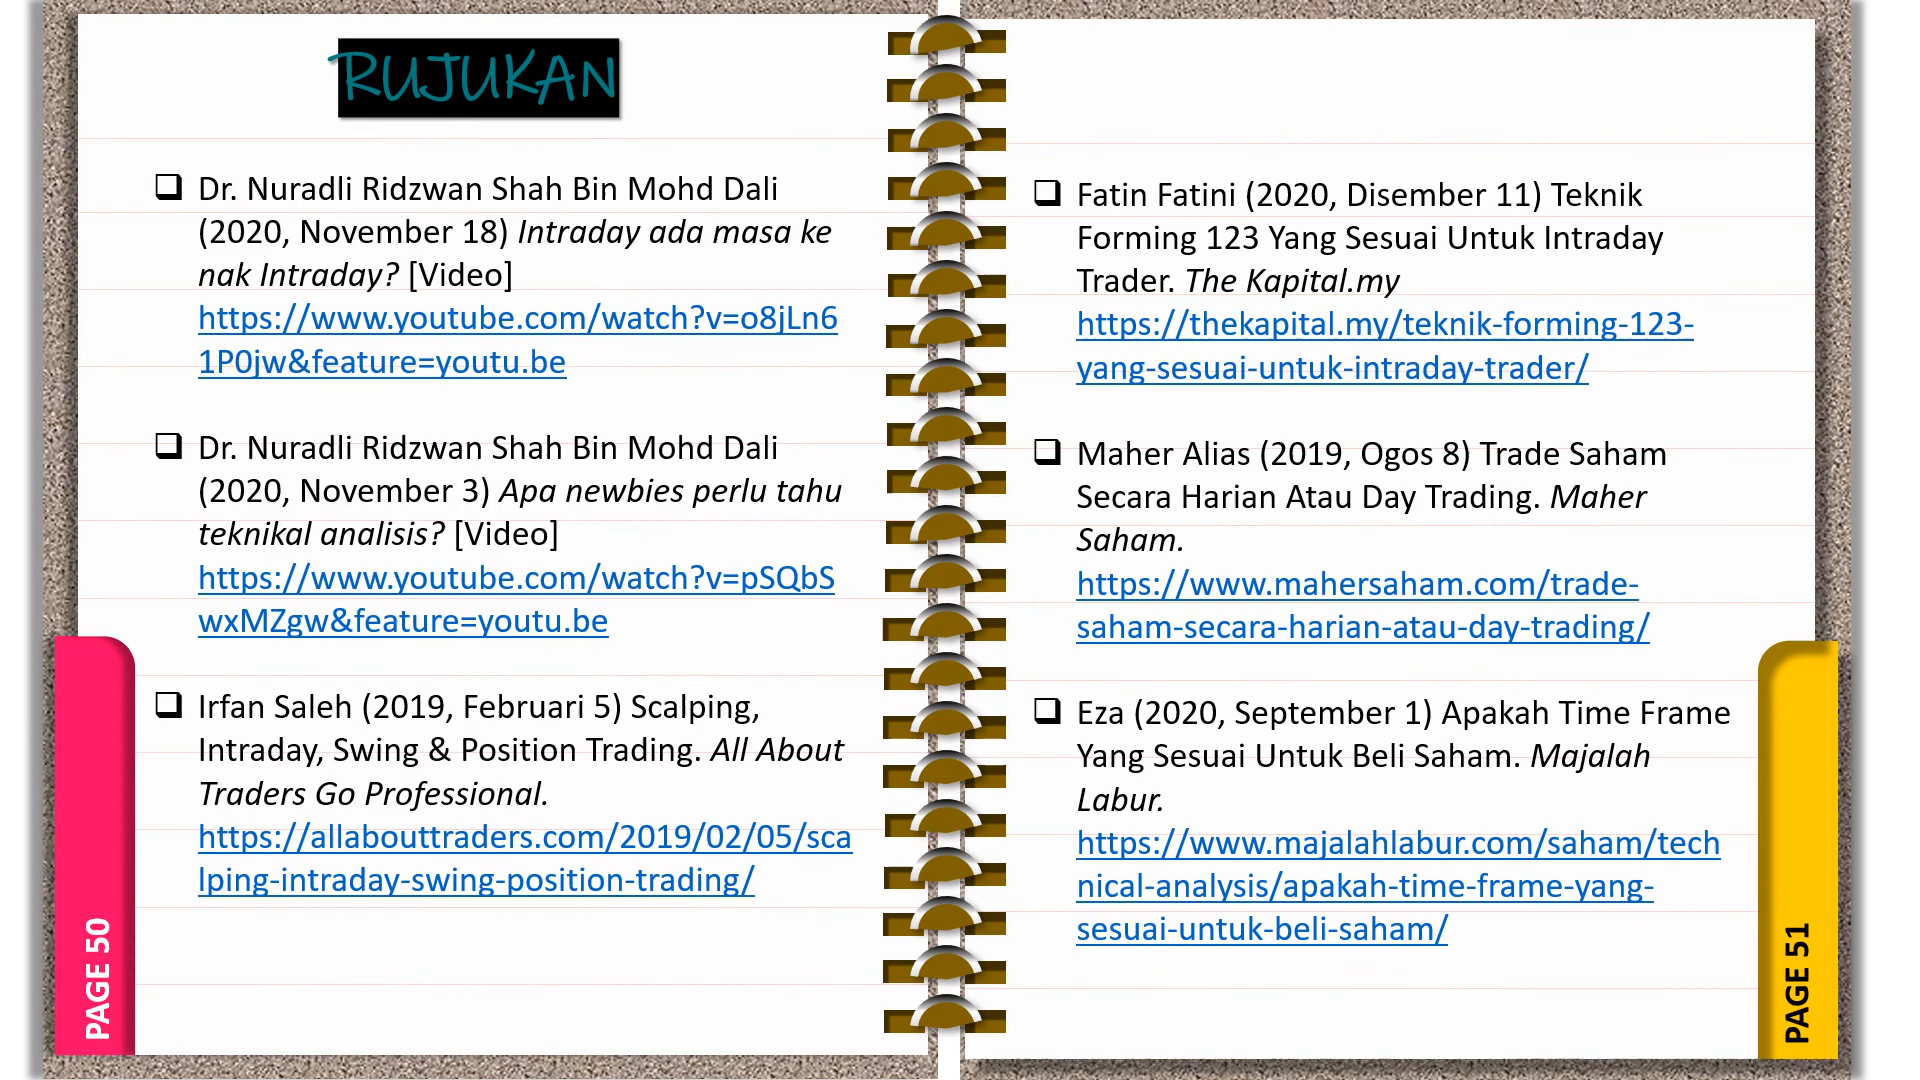 RUJUKAN
❑ Dr. Nuradli Ridzwan Shah Bin Mohd Dali
(2020, November 18) Intraday ada masa ke
nak Intraday? [Video]
https://www.youtube.com/watch?v=o8jLn6
1P0jw&feature=youtu.be
❑ Dr. Nuradli Ridzwan Shah Bin Mohd Dali
(2020, November 3) Apa newbies perlu tahu
teknikal analisis? [Video]
https://www.youtube.com/watch?v=pSQbS
wxMZgw&feature=youtu.be
❑ Irfan Saleh (2019, Februari 5) Scalping,
Intraday, Swing & Position Trading. All About
Traders Go Professional.
https://allabouttraders.com/2019/02/05/sca
lping-intraday-swing-position-trading/
PAGE 50
❑ Fatin Fatini (2020, Disember 11) Teknik
Forming 123 Yang Sesuai Untuk Intraday
Trader. The Kapital.my
https://thekapital.my/teknik-forming-123-
yang-sesuai-untuk-intraday-trader/
❑ Maher Alias (2019, Ogos 8) Trade Saham
Secara Harian Atau Day Trading. Maher
Saham.
https://www.mahersaham.com/trade-
saham-secara-harian-atau-day-trading/
❑ Eza (2020, September 1) Apakah Time Frame
Yang Sesuai Untuk Beli Saham. Majalah
Labur.
https://www.majalahlabur.com/saham/tech
nical-analysis/apakah-time-frame-yang-
sesuai-untuk-beli-saham/
PAGE 51